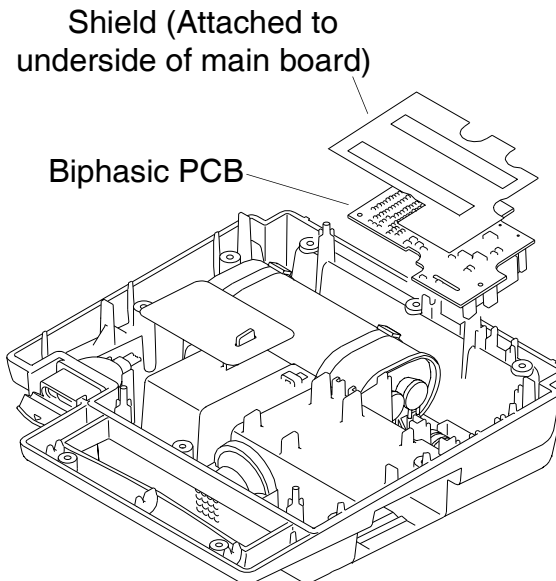 Shield (Attached to
underside of main board)
Biphasic PCB